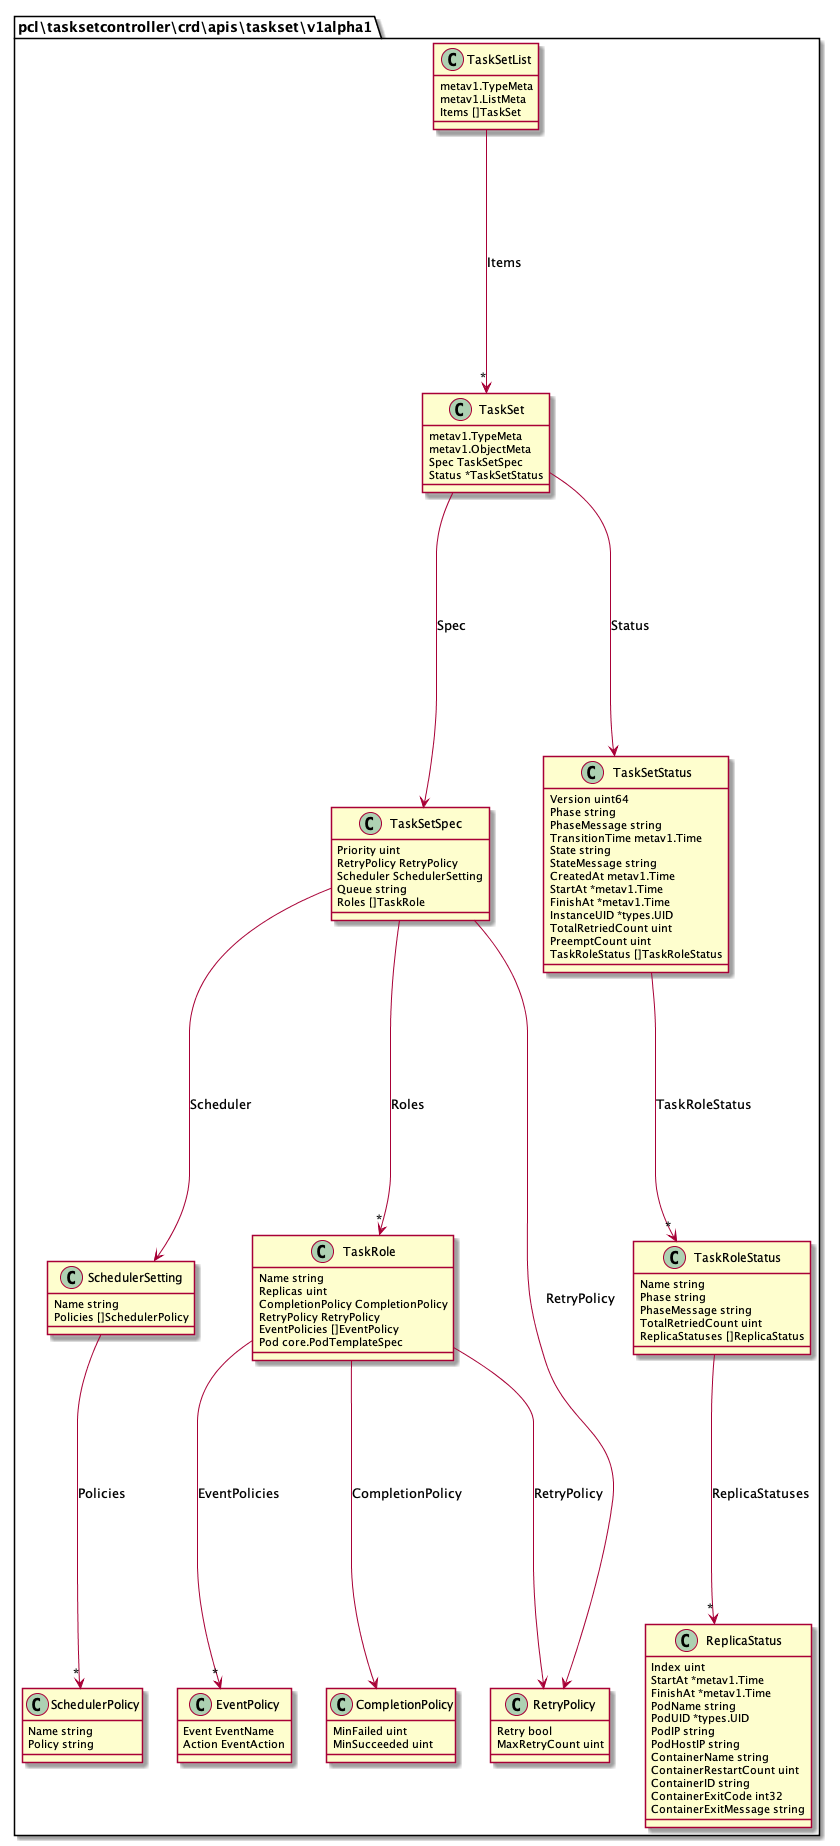 pcl\tasksetcontroller\crd\apis\taskset\v1alpha1
C TaskSetList
metav1.TypeMeta
metav1.ListMeta
Items []TaskSet
Items
*
C TaskSet
metav1.TypeMeta
metav1.ObjectMeta
Spec TaskSetSpec
Status *TaskSetStatus
Spec
Status
C TaskSetStatus
Version uint64
Phase string
PhaseMessage string
TransitionTime metav1.Time
State string
StateMessage string
CreatedAt metav1.Time
StartAt *metav1.Time
FinishAt *metav1.Time
InstanceUID *types.UID
TotalRetriedCount uint
PreemptCount uint
TaskRoleStatus []TaskRoleStatus
C TaskSetSpec
Priority uint
RetryPolicy RetryPolicy
Scheduler SchedulerSetting
Queue string
Roles []TaskRole
Scheduler
Roles
*
TaskRoleStatus
*
C SchedulerSetting
Name string
Policies []SchedulerPolicy
C TaskRole
Name string
Replicas uint
CompletionPolicy CompletionPolicy
RetryPolicy RetryPolicy
EventPolicies []EventPolicy
Pod core.PodTemplateSpec
RetryPolicy
C TaskRoleStatus
Name string
Phase string
PhaseMessage string
TotalRetriedCount uint
ReplicaStatuses []ReplicaStatus
Policies
*
EventPolicies
*
CompletionPolicy
RetryPolicy
ReplicaStatuses
*
C SchedulerPolicy
Name string
Policy string
C EventPolicy
Event EventName
Action EventAction
C CompletionPolicy
MinFailed uint
MinSucceeded uint
C RetryPolicy
Retry bool
MaxRetryCount uint
C ReplicaStatus
Index uint
StartAt *metav1.Time
FinishAt *metav1.Time
PodName string
PodUID *types.UID
PodIP string
PodHostIP string
ContainerName string
ContainerRestartCount uint
ContainerID string
ContainerExitCode int32
ContainerExitMessage string